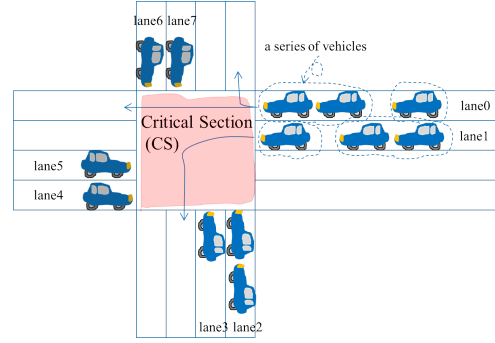 lane6 lane7
a series of vehicles
lane0
Critical Section
(CS)
lane1
lane5
lane4
lane3 lane2